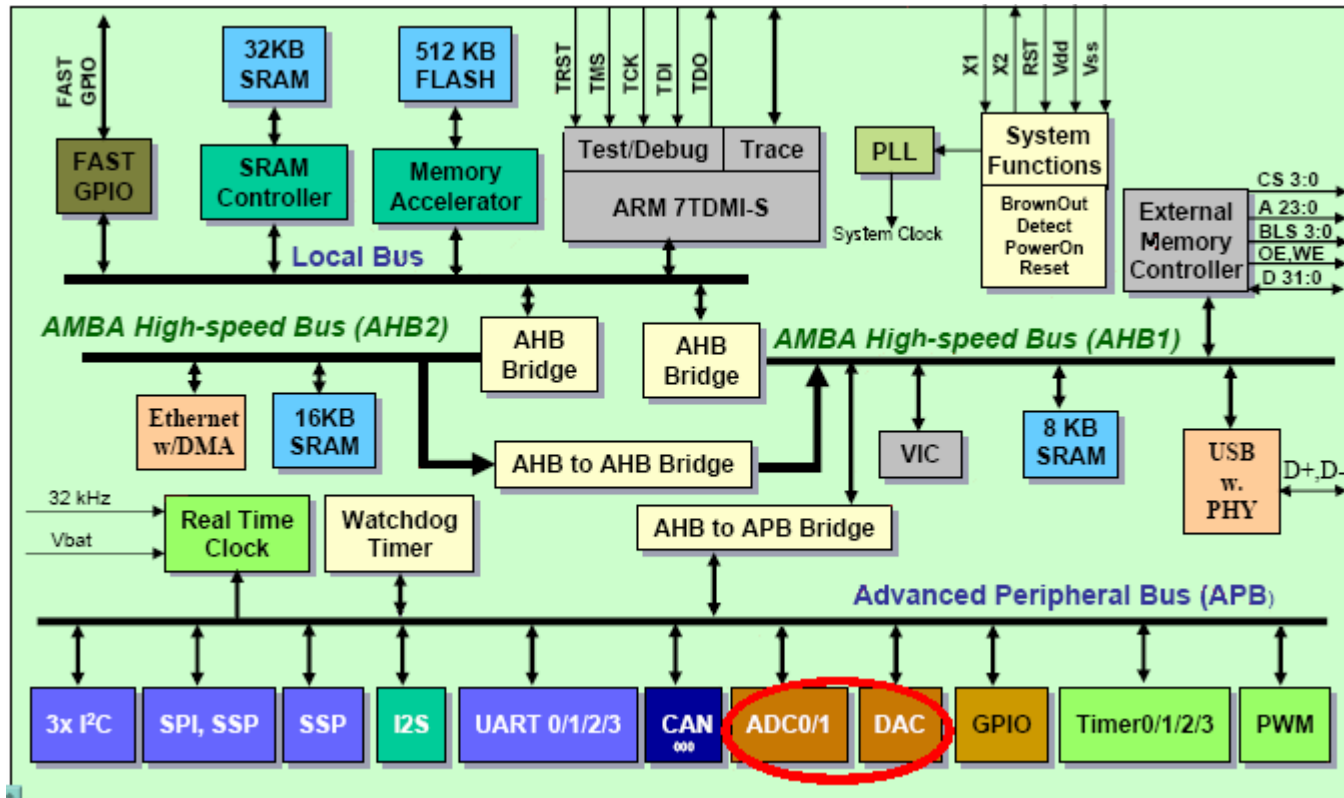 FAST
GPIO
32KB
SRAM
512 KB
FLASH
TRST
TMS
TCK
TDI
TDO
X1
X2
RST
Vdd
Vss
FAST
GPIO
SRAM
Controller
Memory
Accelerator
Test/Debug
Trace
ARM 7TDMI-S
PLL
System Clock
System
Functions
BrownOut
Detect
PowerOn
Reset
External
Memory
Controller
CS 3:0
A 23:0
BLS 3:0
OE,WE
D 31:0
Local Bus
AMBA High-speed Bus (AHB2)
AHB
Bridge
AHB
Bridge
AMBA High-speed Bus (AHB1)
Ethernet
w/DMA
16KB
SRAM
AHB to AHB Bridge
VIC
8 KB
SRAM
USB
w.
PHY
D+,D-
32 kHz
Vbat
Real Time
Clock
Watchdog
Timer
AHB to APB Bridge
Advanced Peripheral Bus (APB)
3x I²C
SPI, SSP
SSP
I2S
UART 0/1/2/3
CAN
ADC0/1
DAC
GPIO
Timer0/1/2/3
PWM